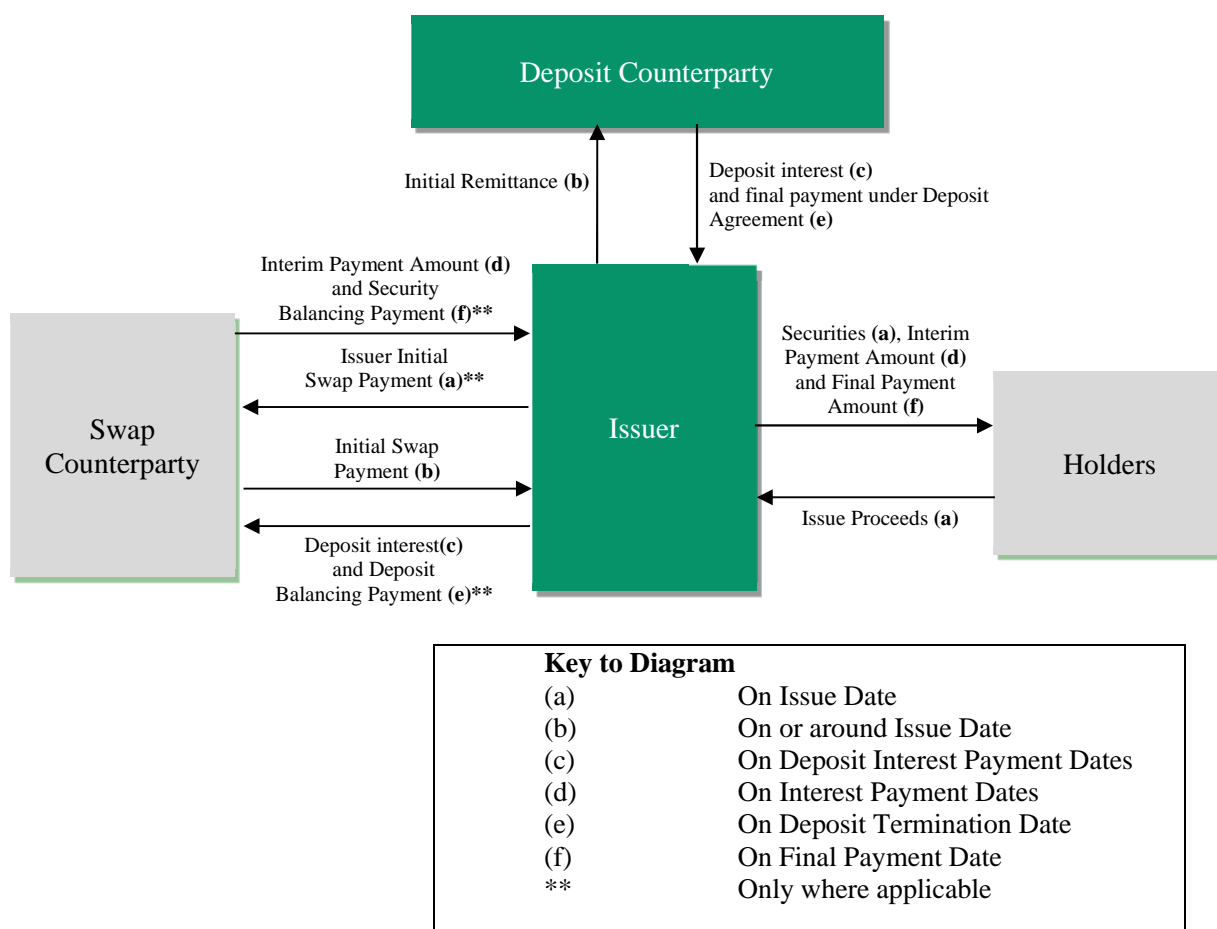 Deposit Counterparty
Initial Remittance (b)
Deposit interest (c)
and final payment under Deposit
Agreement (e)
Interim Payment Amount (d)
and Security
Balancing Payment (f)**
Issuer Initial
Swap Payment (a)**
Initial Swap
Payment (b)
Deposit interest(c)
and Deposit
Balancing Payment (e)**
Swap
Counterparty
Issuer
Securities (a), Interim
Payment Amount (d)
and Final Payment
Amount (f)
Issue Proceeds (a)
Holders
Key to Diagram
(a) On Issue Date
(b) On or around Issue Date
(c) On Deposit Interest Payment Dates
(d) On Interest Payment Dates
(e) On Deposit Termination Date
(f) On Final Payment Date
** Only where applicable